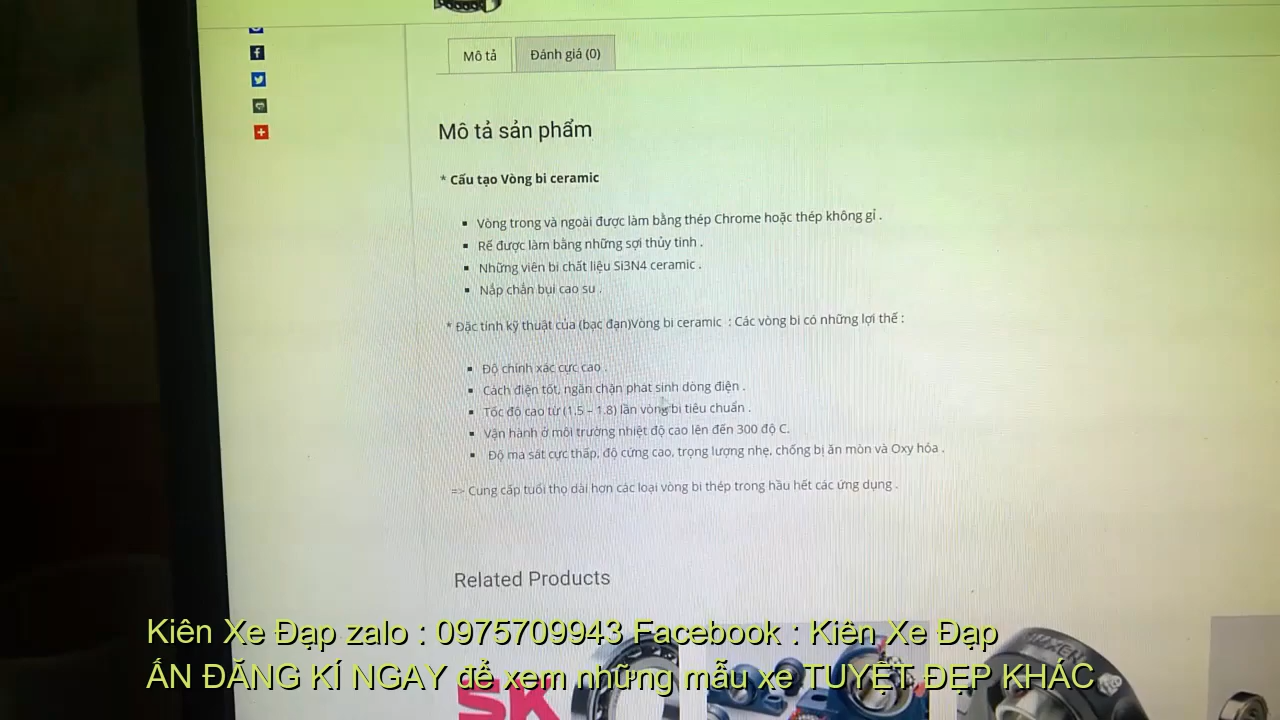 Mô tả
Đánh giá (0)
Mô tả sản phẩm
* Cấu tạo Vòng bi ceramic
Vòng trong và ngoài được làm bằng thép Chrome hoặc thép không gỉ .
Rế được làm bằng những sợi thủy tinh .
Những viên bi chất liệu Si3N4 ceramic .
Nắp chắn bụi cao su .
* Đặc tính kỹ thuật của (bạc đạn)Vòng bi ceramic : Các vòng bi có những lợi thế :
Độ chính xác cực cao .
Cách điện tốt, ngăn chặn phát sinh dòng điện .
Tốc độ cao từ (1.5 – 1.8) lần vòng bi tiêu chuẩn .
Vận hành ở môi trường nhiệt độ cao lên đến 300 độ C.
Độ ma sát cực thấp, độ cứng cao, trọng lượng nhẹ, chống bị ăn mòn và Oxy hóa .
=> Cung cấp tuổi thọ dài hơn các loại vòng bi thép trong hầu hết các ứng dụng .
Related Products
Kiên Xe Đạp zalo : 0975709943 Facebook : Kiên Xe Đạp
ẤN ĐĂNG KÍ NGAY để xem những mẫu xe TUYỆT ĐẸP KHÁC